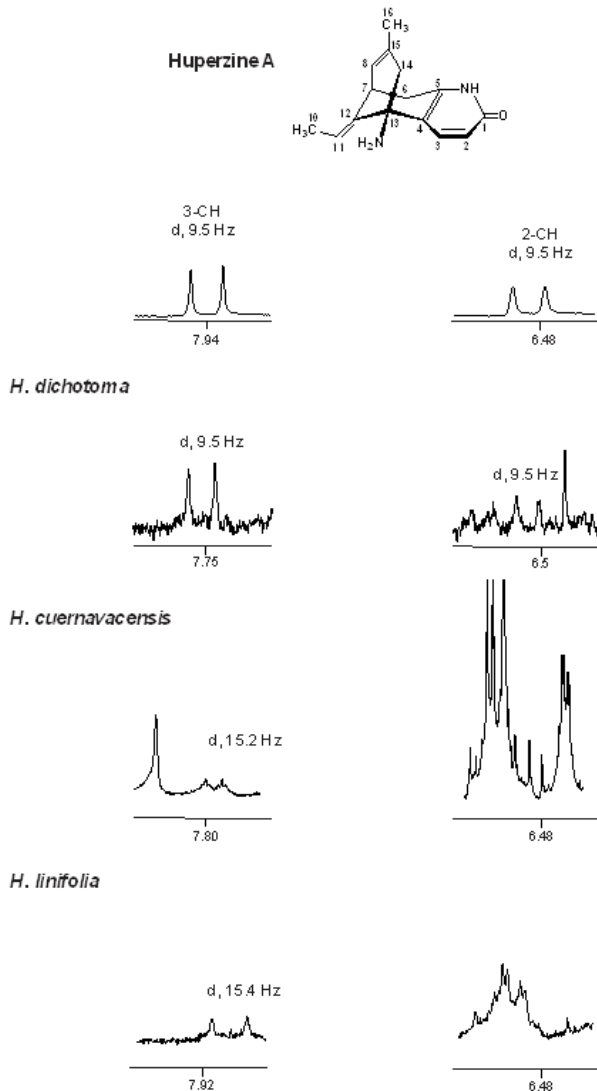 Huperzine A
16
CH₃
15
8
14
7
6
5
NH
12
13
4
1
O
10
H₃C
11
H₂N
3
2
3-CH
d, 9.5 Hz
2-CH
d, 9.5 Hz
7.94
6.48
H. dichotoma
d, 9.5 Hz
d, 9.5 Hz
7.75
6.5
H. cuernavacensis
d, 15.2 Hz
7.80
6.48
H. linifolia
d, 15.4 Hz
7.92
6.48